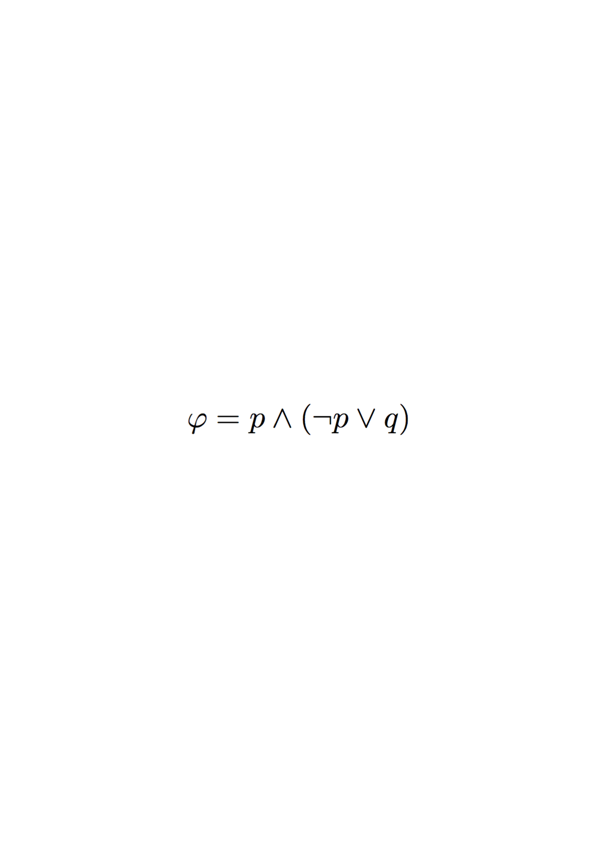 φ = p ∧ (¬p ∨ q)